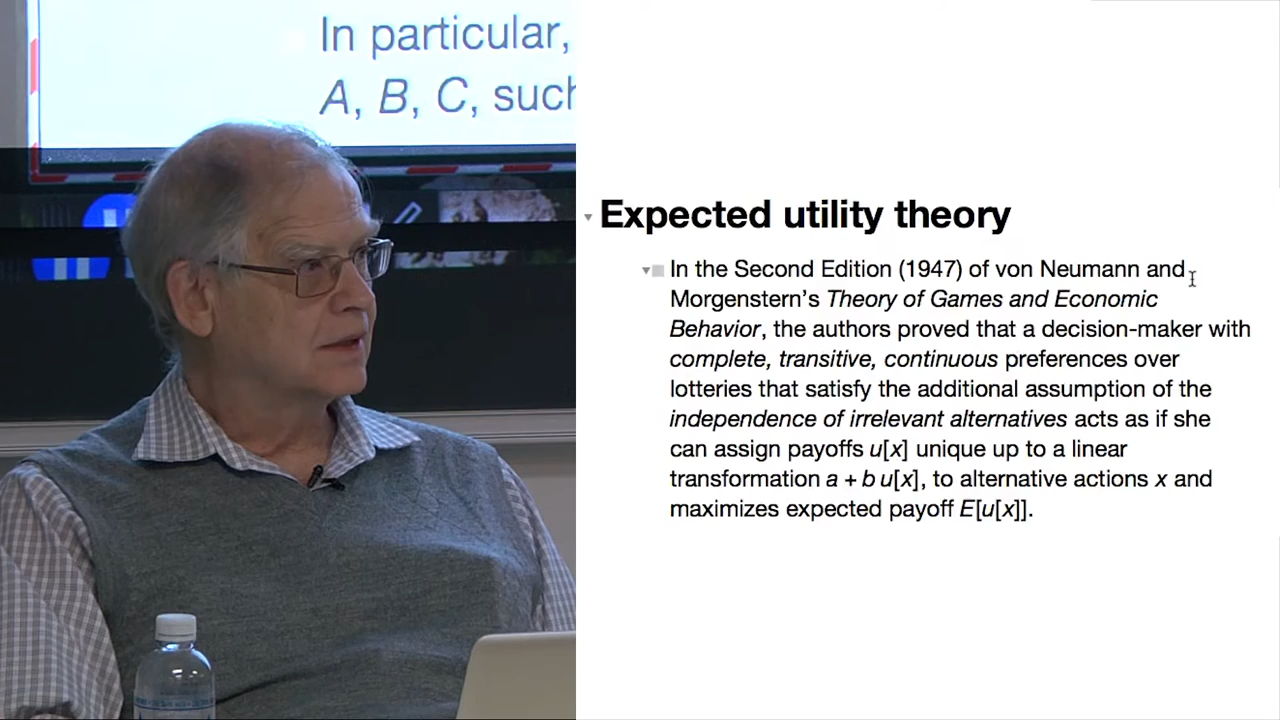 In particular,
A, B, C, such
Expected utility theory
In the Second Edition (1947) of von Neumann and
Morgenstern’s Theory of Games and Economic
Behavior, the authors proved that a decision-maker with
complete, transitive, continuous preferences over
lotteries that satisfy the additional assumption of the
independence of irrelevant alternatives acts as if she
can assign payoffs u[x] unique up to a linear
transformation a + b u[x], to alternative actions x and
maximizes expected payoff E[u[x]].